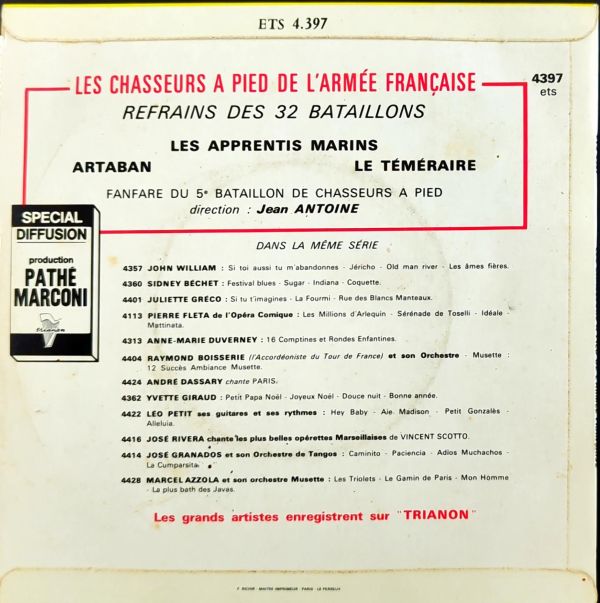 ETS 4.397
LES CHASSEURS A PIED DE L'ARMÉE FRANÇAISE
4397
ets
REFRAINS DES 32 BATAILLONS
LES APPRENTIS MARINS
ARTABAN LE TÉMÉRAIRE
FANFARE DU 5e BATAILLON DE CHASSEURS A PIED
direction : Jean ANTOINE
SPECIAL
DIFFUSION
production
PATHÉ
MARCONI
trianon
DANS LA MÊME SÉRIE
4357 JOHN WILLIAM : Si toi aussi tu m'abandonnes - Jéricho - Old man river - Les âmes fières.
4360 SIDNEY BÉCHET : Festival blues - Sugar - Indiana - Coquette.
4401 JULIETTE GRÉCO : Si tu t'imagines - La Fourmi - Rue des Blancs Manteaux.
4113 PIERRE FLETA de l'Opéra Comique : Les Millions d'Arlequin - Sérénade de Toselli - Idéale -
Mattinata.
4313 ANNE-MARIE DUVERNEY : 16 Comptines et Rondes Enfantines.
4404 RAYMOND BOISSERIE (l'Accordéoniste du Tour de France) et son Orchestre - Musette :
12 Succès Ambiance Musette.
4424 ANDRÉ DASSARY chante PARIS.
4362 YVETTE GIRAUD : Petit Papa Noël - Joyeux Noël - Douce nuit - Bonne année.
4422 LÉO PETIT ses guitares et ses rythmes : Hey Baby - Aie Madison - Petit Gonzalès -
Alleluia.
4416 JOSÉ RIVERA chante les plus belles opérettes Marseillaises de VINCENT SCOTTO.
4414 JOSÉ GRANADOS et son Orchestre de Tangos : Caminito - Paciencia - Adios Muchachos -
La Cumparsita.
4428 MARCEL AZZOLA et son orchestre Musette : Les Triolets - Le Gamin de Paris - Mon Homme
- La plus bath des Javas.
Les grands artistes enregistrent sur "TRIANON"
MAITRE IMPRIMEUR - PARIS - LE PERREUX